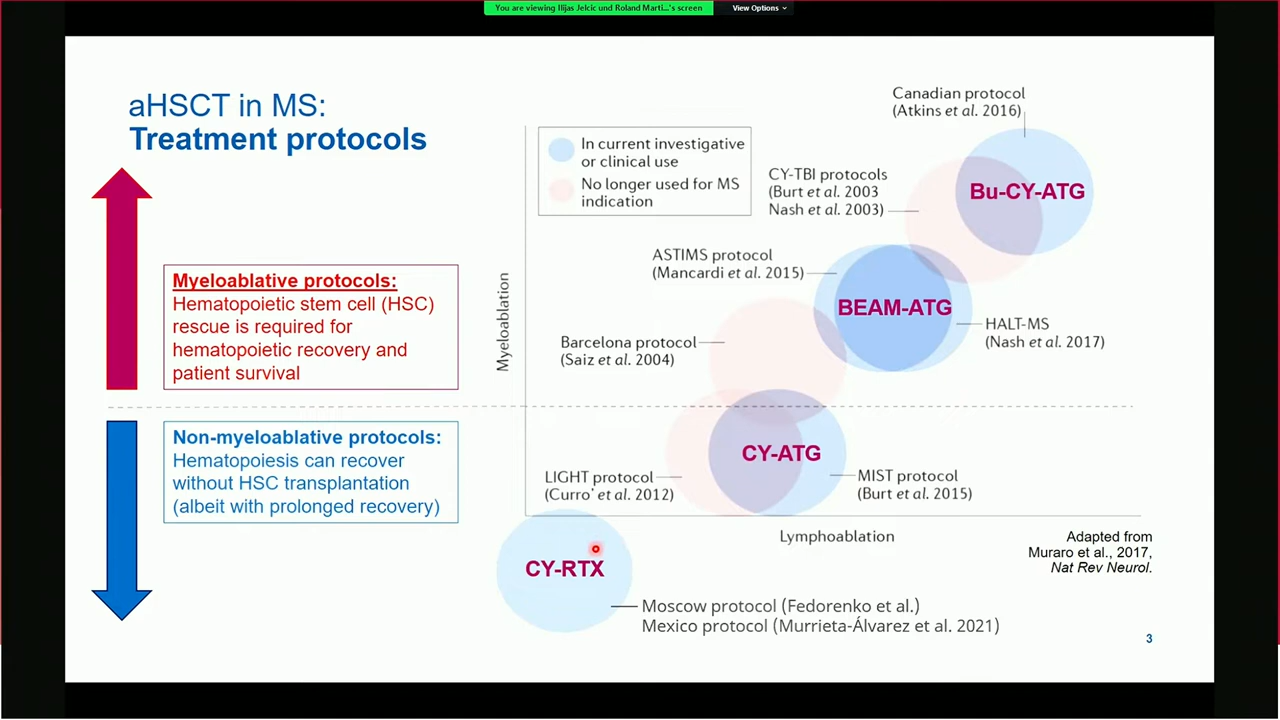 You are viewing Ilijas Jelcic und Roland Marti...'s screen
View Options
aHSCT in MS:
Treatment protocols
Myeloablative protocols:
Hematopoietic stem cell (HSC)
rescue is required for
hematopoietic recovery and
patient survival
Non-myeloablative protocols:
Hematopoiesis can recover
without HSC transplantation
(albeit with prolonged recovery)
In current investigative
or clinical use
No longer used for MS
indication
Canadian protocol
(Atkins et al. 2016)
Bu-CY-ATG
CY-TBI protocols
(Burt et al. 2003
Nash et al. 2003)
ASTIMS protocol
(Mancardi et al. 2015)
BEAM-ATG
HALT-MS
(Nash et al. 2017)
Barcelona protocol
(Saiz et al. 2004)
CY-ATG
LIGHT protocol
(Curro' et al. 2012)
MIST protocol
(Burt et al. 2015)
Myeloablation
Lymphoablation
Adapted from
Muraro et al., 2017,
Nat Rev Neurol.
CY-RTX
Moscow protocol (Fedorenko et al.)
Mexico protocol (Murrieta-Álvarez et al. 2021)
3